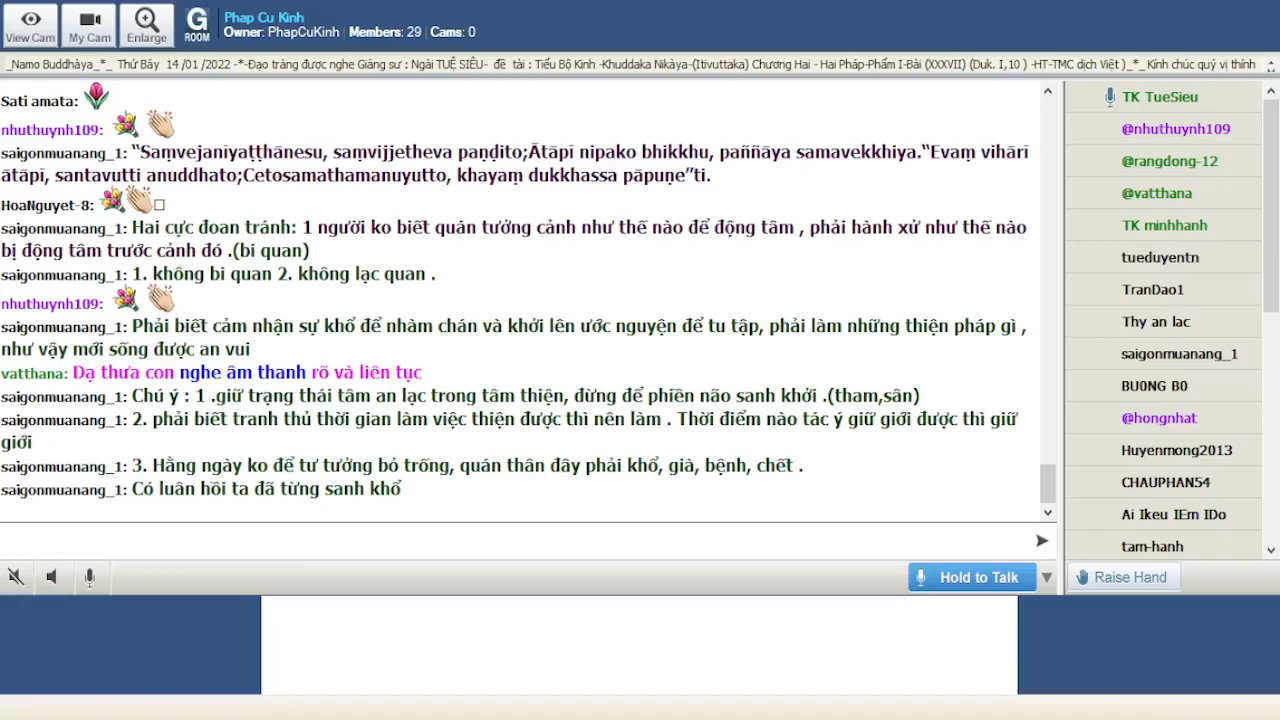 View Cam
My Cam
Enlarge
G
ROOM
Phap Cu Kinh
Owner: PhapCuKinh | Members: 29 | Cams: 0
_Namo Buddhàya_*_ Thứ Bảy 14 /01 /2022 -*-Đạo tràng được nghe Giảng sư : Ngài TUỆ SIÊU- đề tài : Tiểu Bộ Kinh -Khuddaka Nikàya-(Itivuttaka) Chương Hai - Hai Pháp-Phẩm I-Bài (XXXVII) (Duk. I,10 ) -HT-TMC dịch Việt )_*_Kính chúc quý vị thính
Sati amata:
nhuthuynh109:
saigonmuanang_1: “Saṃvejanīyaṭṭhānesu, saṃvijjetheva paṇḍito;Ātāpī nipako bhikkhu, paññāya samavekkhiya.“Evaṃ vihārī
ātāpī, santavutti anuddhato;Cetosamathamanuyutto, khayaṃ dukkhassa pāpuṇe”ti.
HoaNguyet-8:
saigonmuanang_1: Hai cực đoan tránh: 1 người ko biết quán tưởng cảnh như thế nào để động tâm , phải hành xử như thế nào
bị động tâm trước cảnh đó .(bi quan)
saigonmuanang_1: 1. không bi quan 2. không lạc quan .
nhuthuynh109:
saigonmuanang_1: Phải biết cảm nhận sự khổ để nhàm chán và khởi lên ước nguyện để tu tập, phải làm những thiện pháp gì ,
như vậy mới sống được an vui
vatthana: Dạ thưa con nghe âm thanh rõ và liên tục
saigonmuanang_1: Chú ý : 1 .giữ trạng thái tâm an lạc trong tâm thiện, đừng để phiền não sanh khởi .(tham,sân)
saigonmuanang_1: 2. phải biết tranh thủ thời gian làm việc thiện được thì nên làm . Thời điểm nào tác ý giữ giới được thì giữ
giới
saigonmuanang_1: 3. Hằng ngày ko để tư tưởng bỏ trống, quán thân đây phải khổ, già, bệnh, chết .
saigonmuanang_1: Có luân hồi ta đã từng sanh khổ
Hold to Talk
TK TueSieu
@nhuthuynh109
@rangdong-12
@vatthana
TK minhhanh
tueduyentn
TranDao1
Thy an lac
saigonmuanang_1
BU0NG B0
@hongnhat
Huyenmong2013
CHAUPHAN54
Ai Ikeu IEm IDo
tam-hanh
Raise Hand